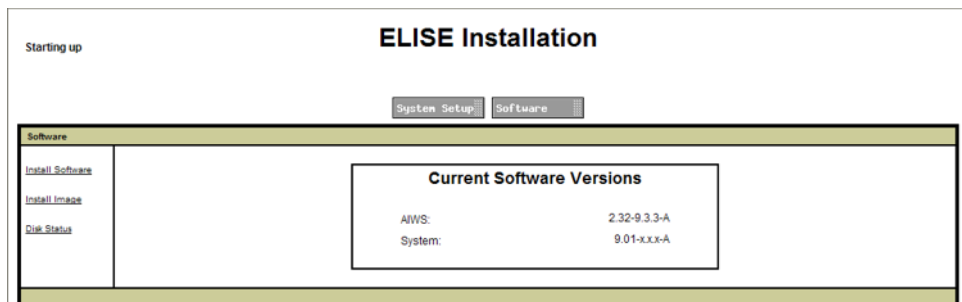 Starting up
ELISE Installation
System Setup
Software
Software
Install Software
Install Image
Disk Status
Current Software Versions
AIWS: 2.32-9.3.3-A
System: 9.01-x.x.x-A